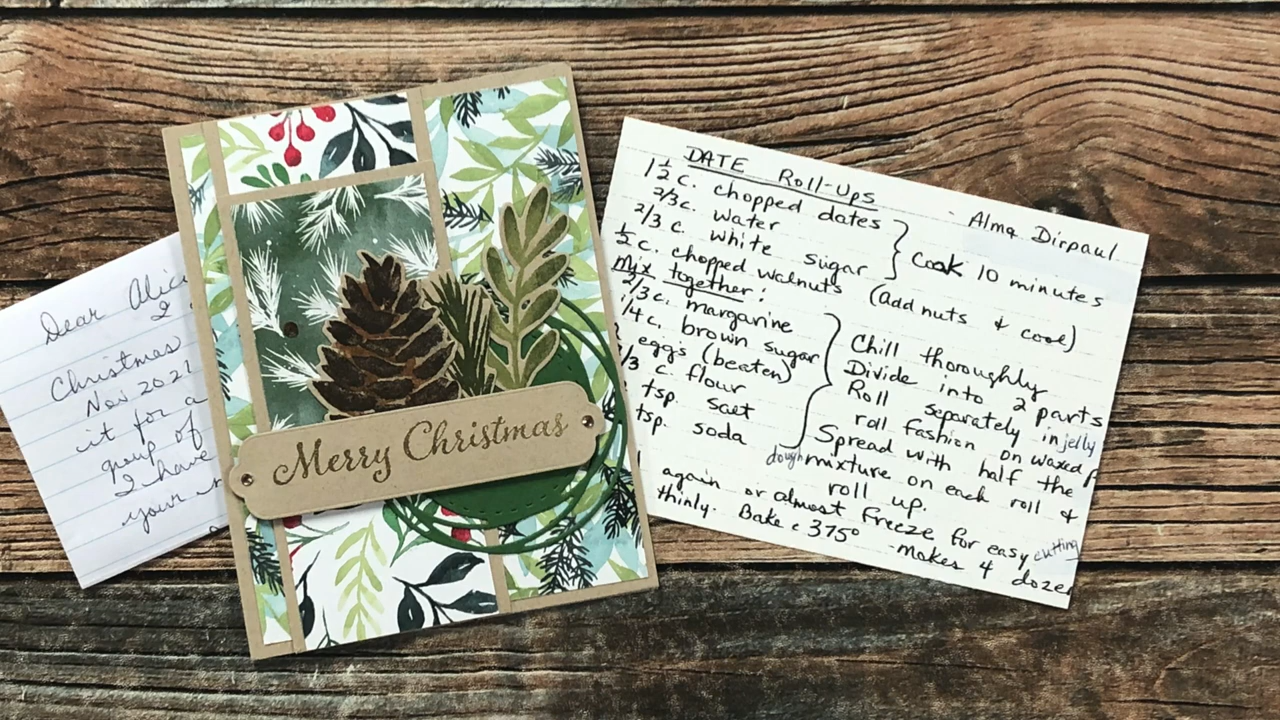 Dear Alic
Christmas
Nov 2021
it for a
group of
I have
your
Merry Christmas
DATE Roll-Ups
- Alma Dirpaul
1 1/2 c. chopped dates
2/3 c. water
2/3 c. white sugar
Cook 10 minutes
1/2 c. chopped walnuts (Add nuts & cool)
Mix together:
2/3 c. margarine
1/4 c. brown sugar
eggs (beaten)
/3 c. flour
tsp. salt
tsp. soda
Chill thoroughly
Divide into 2 parts
Roll separately in jelly
roll fashion on waxed
Spread with half the
dough mixture on each roll &
roll up.
again or almost freeze for easy cutting
thinly. Bake c 375° - Makes 4 dozen